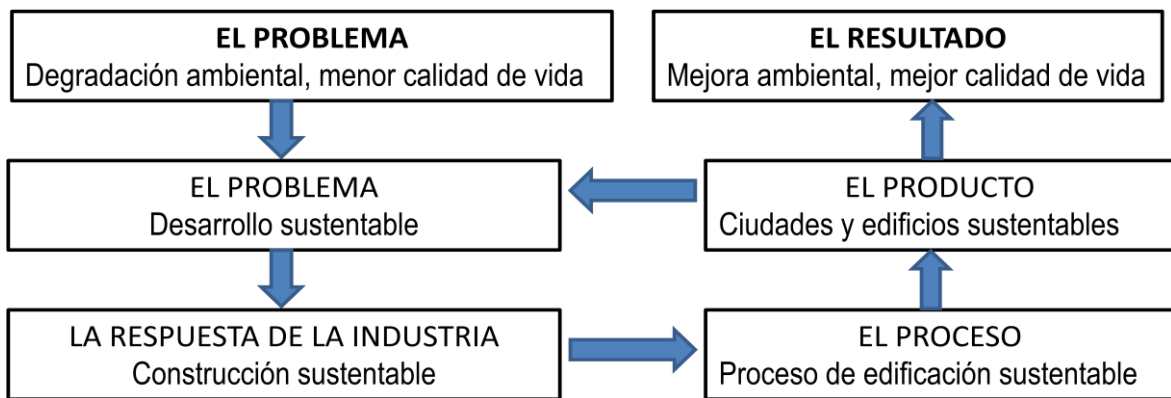 EL PROBLEMA
Degradación ambiental, menor calidad de vida
EL RESULTADO
Mejora ambiental, mejor calidad de vida
EL PROBLEMA
Desarrollo sustentable
EL PRODUCTO
Ciudades y edificios sustentables
LA RESPUESTA DE LA INDUSTRIA
Construcción sustentable
EL PROCESO
Proceso de edificación sustentable